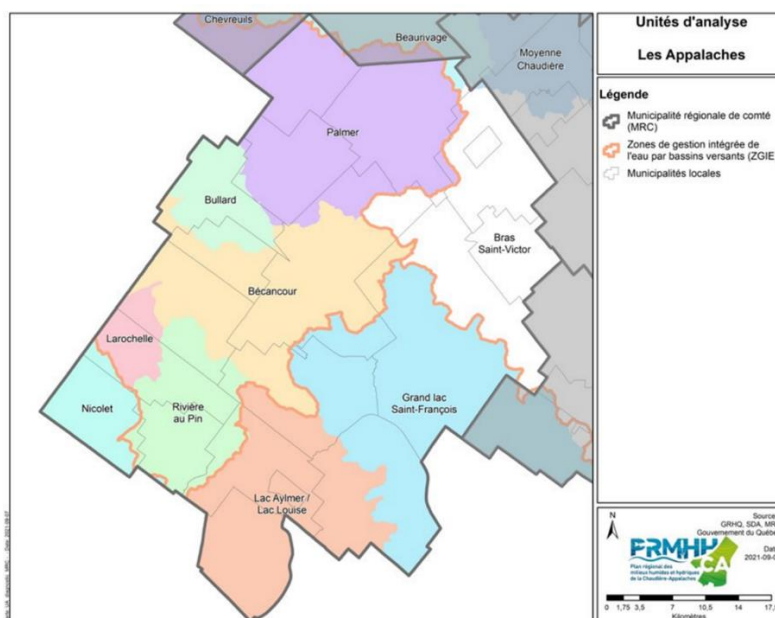 Unités d'analyse
Les Appalaches
Légende
Municipalité régionale de comté
(MRC)
Zones de gestion intégrée de
l'eau par bassins versants (ZGIE
Municipalités locales
Chevreuils
Beaurivage
Moyenne
Chaudière
Palmer
Bullard
Bras
Saint-Victor
Bécancour
Larochelle
Grand lac
Saint-François
Nicolet
Rivière
au Pin
Lac Aylmer /
Lac Louise
N
Source
GRHQ, SDA, MR
Gouvernement du Québe
Dat
2021-09-0
PRMHH
CA
Plan régional des
milieux humides et hydriques
de la Chaudière-Appalaches
0 1,75 3,5 7 10,5 14 17,
Kilomètres